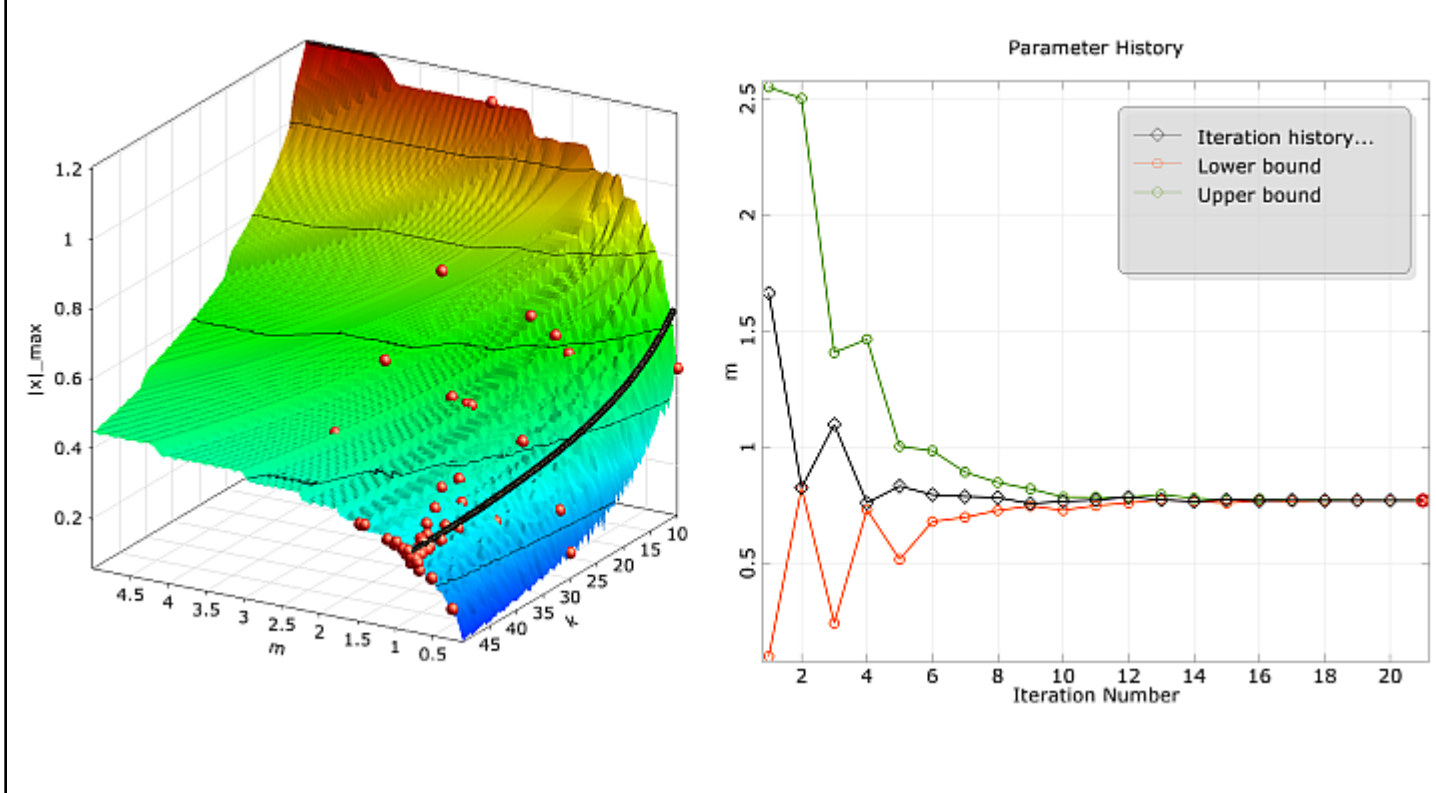 Parameter History
Iteration history...
Lower bound
Upper bound
2.5
2
1.5
1
0.5
m
2 4 6 8 10 12 14 16 18 20
Iteration Number
1.2
1
0.8
0.6
0.4
0.2
|x|_max
4.5 4 3.5 3 2.5 2 1.5 1 0.5
m
45 40 35 30 25 20 15 10
k